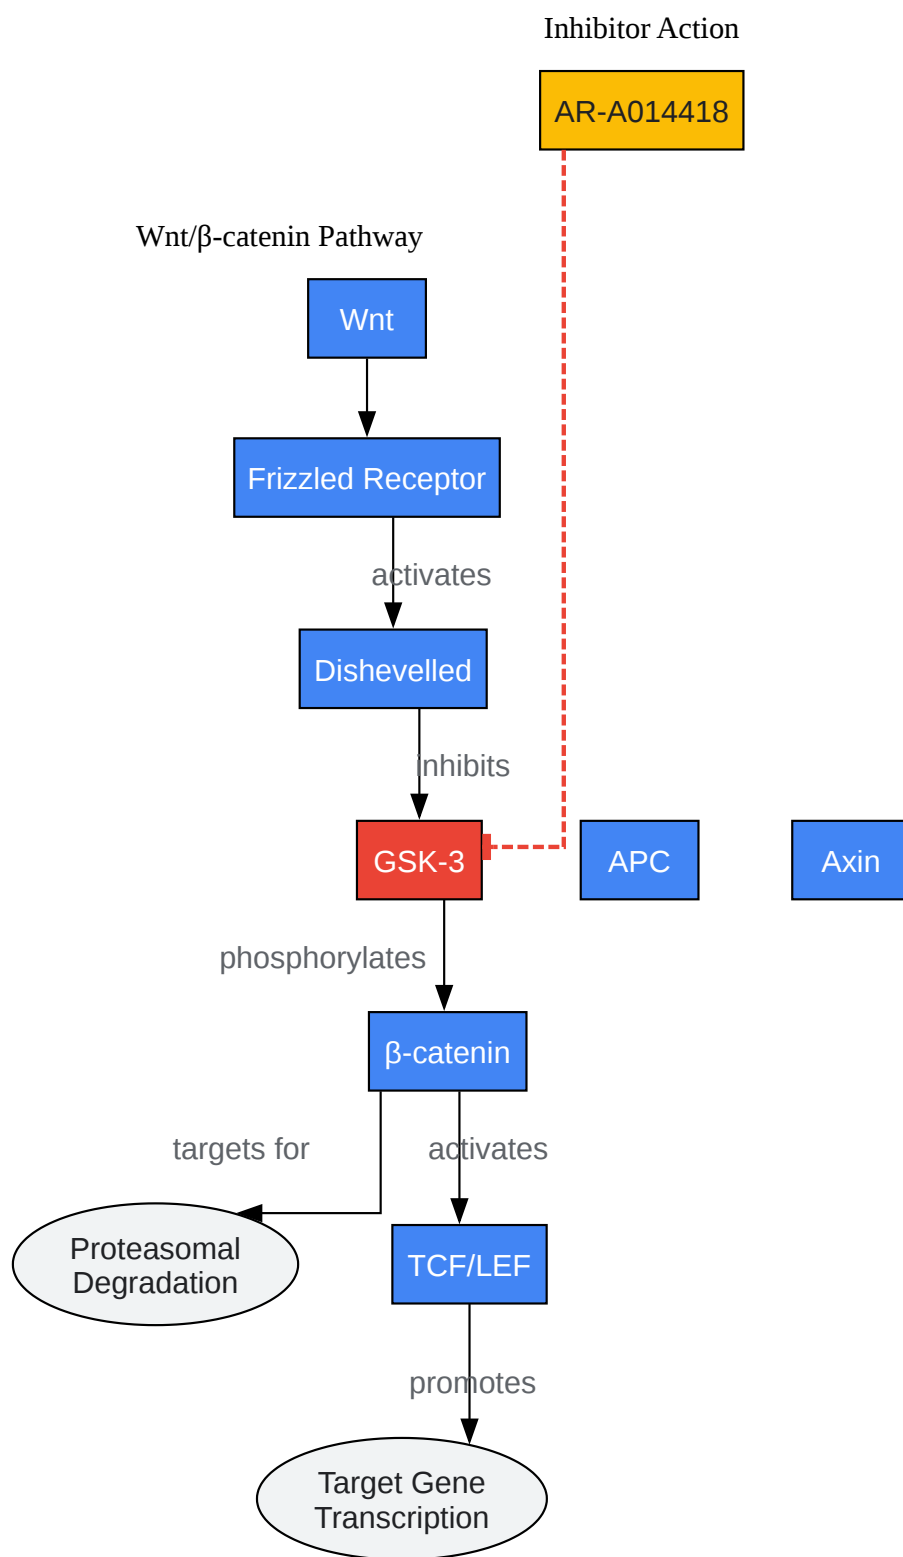 Inhibitor Action
AR-A014418
Wnt/β-catenin Pathway
Wnt
Frizzled Receptor
activates
Dishevelled
inhibits
GSK-3
APC
Axin
phosphorylates
β-catenin
targets for
activates
Proteasomal
Degradation
TCF/LEF
promotes
Target Gene
Transcription